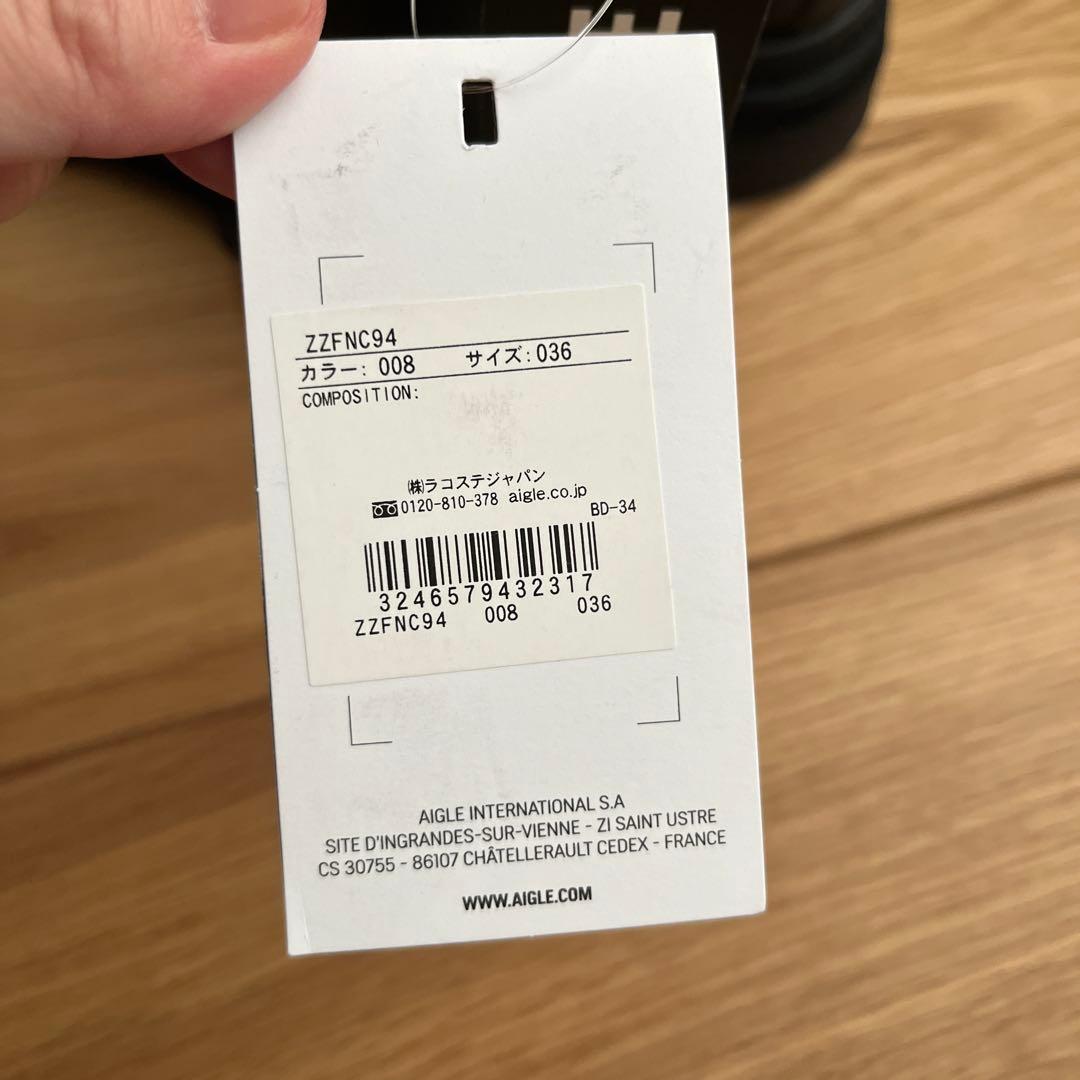 ZZFNC94
カラー: 008 サイズ:036
COMPOSITION:
㈱ラコステジャパン
0120-810-378 aigle.co.jp
BD-34
3246579432317
ZZFNC94 008 036
AIGLE INTERNATIONAL S.A
SITE D'INGRANDES-SUR-VIENNE - ZI SAINT USTRE
CS 30755 - 86107 CHÂTELLERAULT CEDEX - FRANCE
WWW.AIGLE.COM